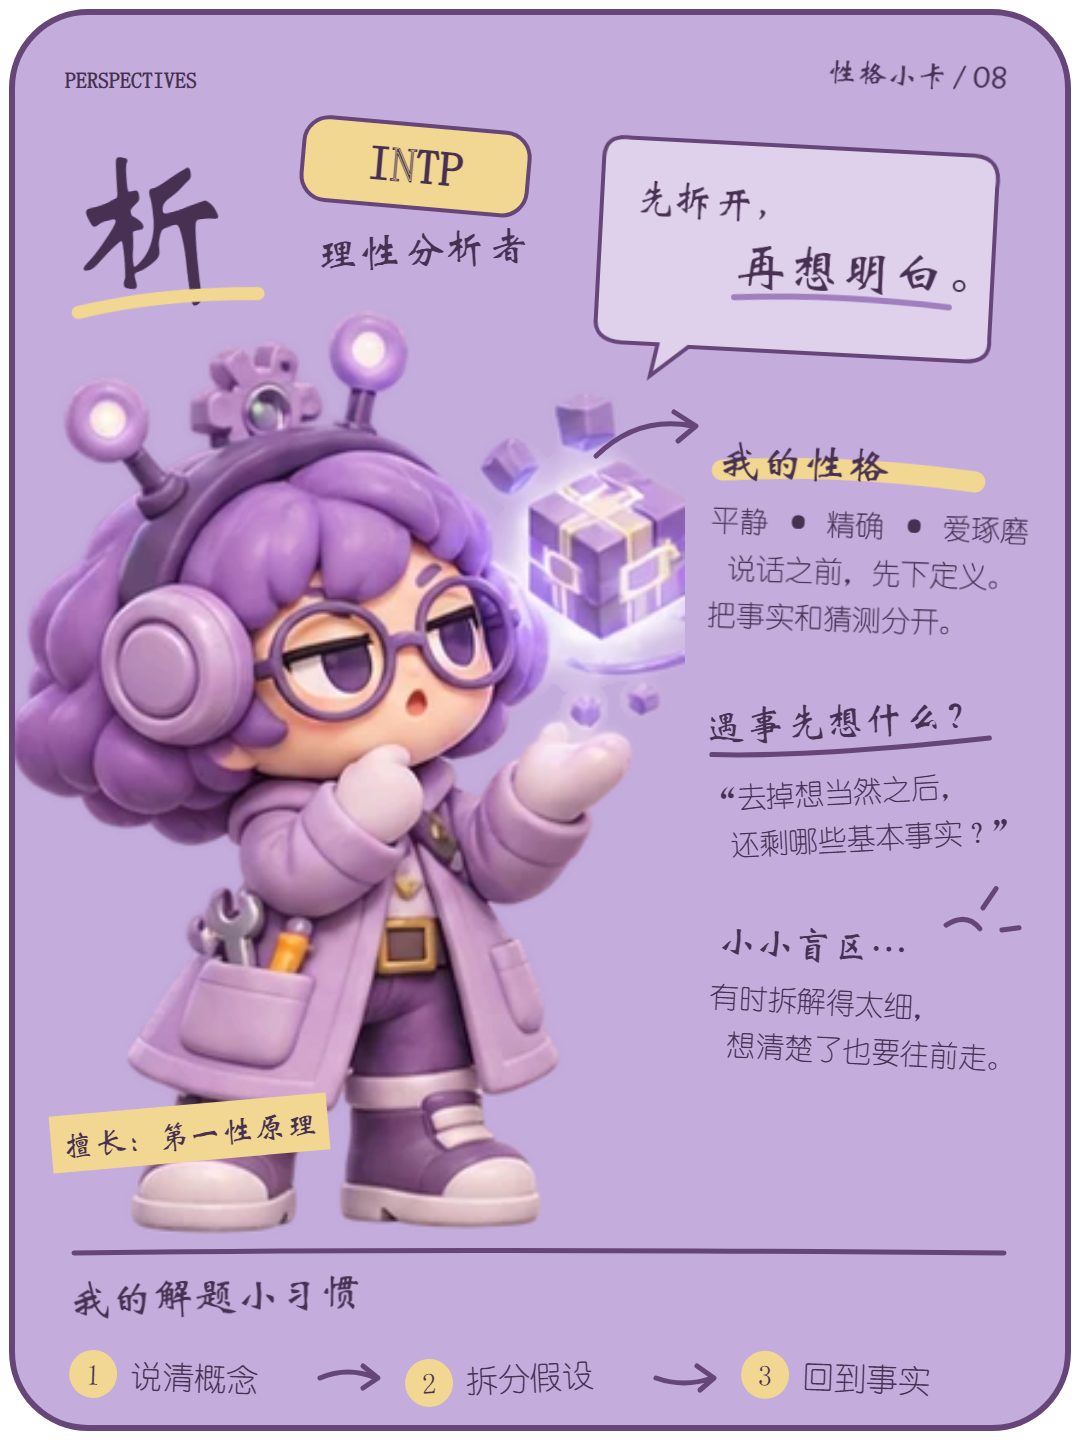 PERSPECTIVES
性格小卡 / 08
析
INTP
理性分析者
先拆开，
再想明白。
我的性格
平静 • 精确 • 爱琢磨
说话之前，先下定义。
把事实和猜测分开。
遇事先想什么？
“去掉想当然之后，
还剩哪些基本事实？”
小小盲区…
有时拆解得太细，
想清楚了也要往前走。
擅长：第一性原理
我的解题小习惯
1 说清概念 → 2 拆分假设 → 3 回到事实